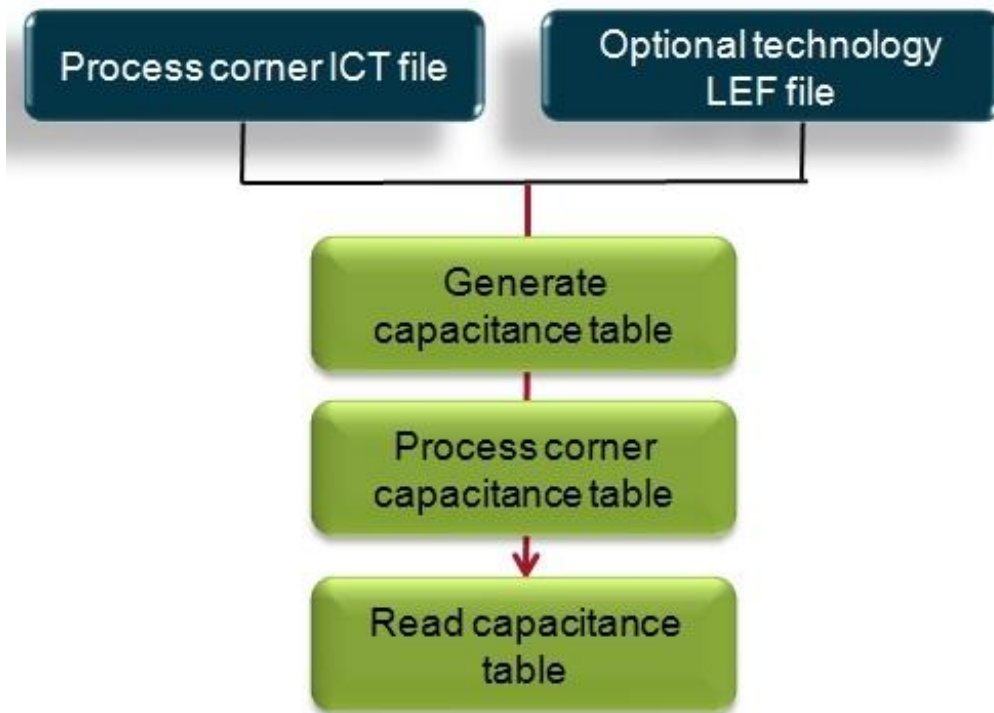 Process corner ICT file
Optional technology
LEF file
Generate
capacitance table
Process corner
capacitance table
Read capacitance
table